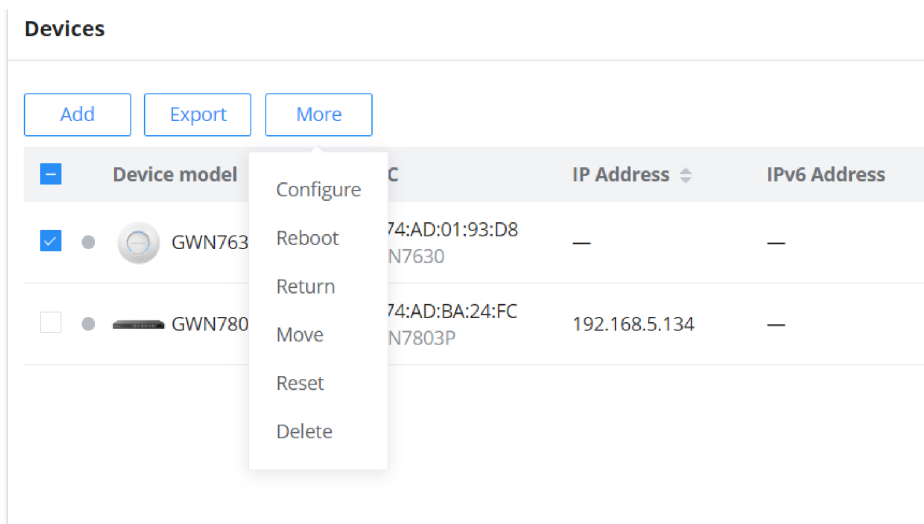 Devices
Add Export More
Device model C IP Address IPv6 Address
Configure
GWN763 74:AD:01:93:D8 — —
Reboot N7630
Return
GWN780 74:AD:BA:24:FC 192.168.5.134 —
Move N7803P
Reset
Delete